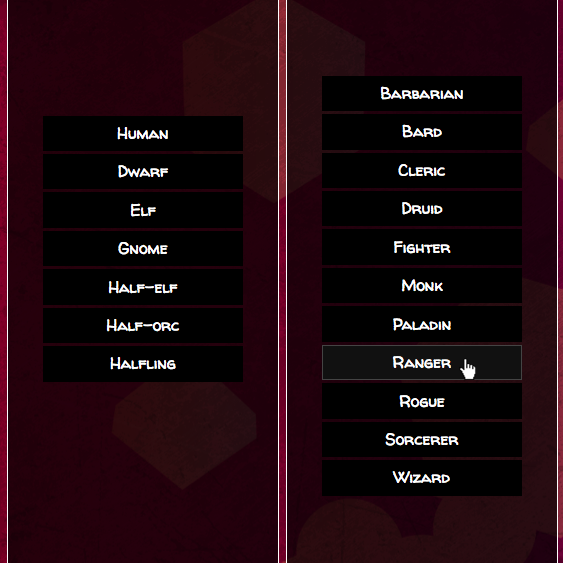 Human
Dwarf
Elf
Gnome
Half-elf
Half-orc
Halfling
Barbarian
Bard
Cleric
Druid
Fighter
Monk
Paladin
Ranger
Rogue
Sorcerer
Wizard